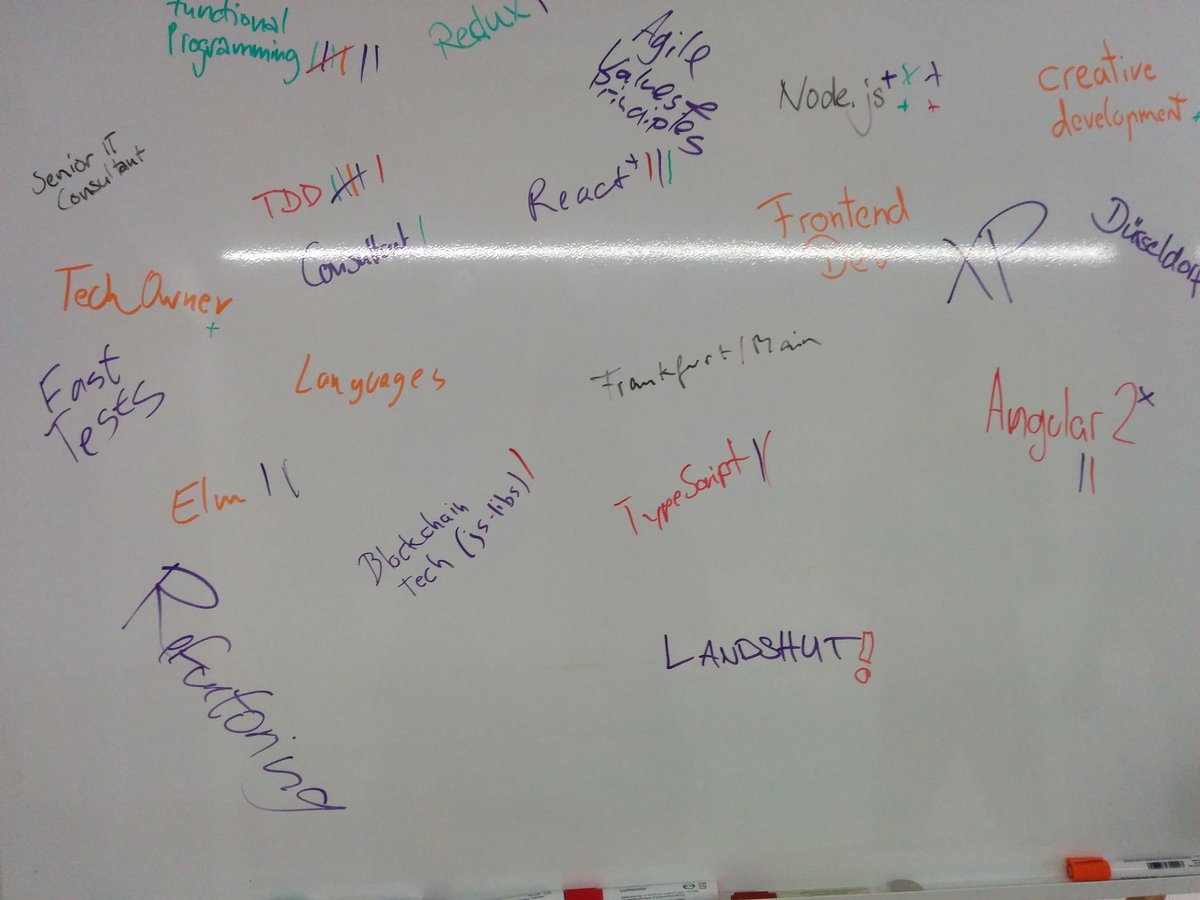 functional
Programming
Redux
Agile
Values &
Principles
Node.js
creative
development
Senior IT
Consultant
TDD
React
Frontend
Dev
XP
Düsseldorf
Consultant
Tech Owner
Fast
Tests
Languages
Frankfurt/Main
Angular 2
Elm
Blockchain
tech (js-libs)
TypeScript
Refactoring
LANDSHUT!